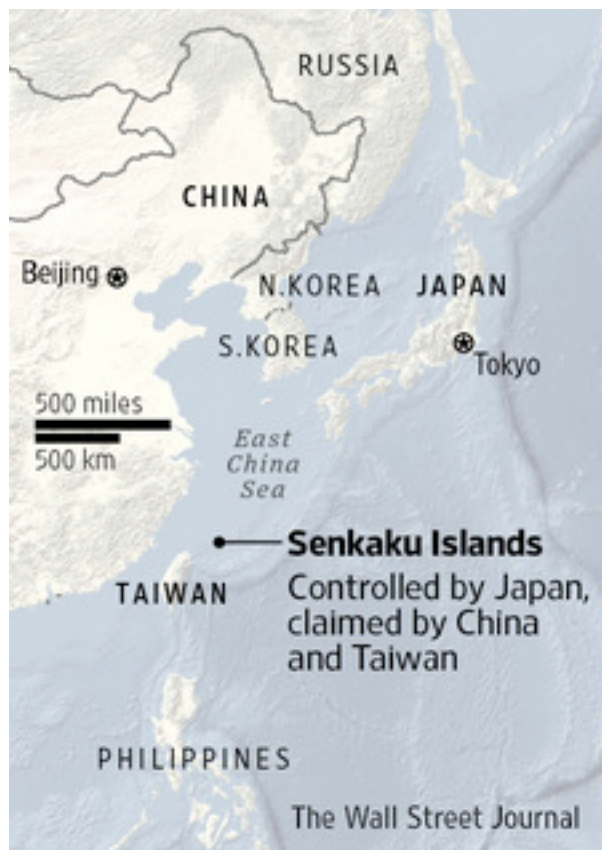 RUSSIA
CHINA
Beijing
N.KOREA
JAPAN
S.KOREA
Tokyo
500 miles
500 km
East
China
Sea
Senkaku Islands
Controlled by Japan,
claimed by China
and Taiwan
TAIWAN
PHILIPPINES
The Wall Street Journal